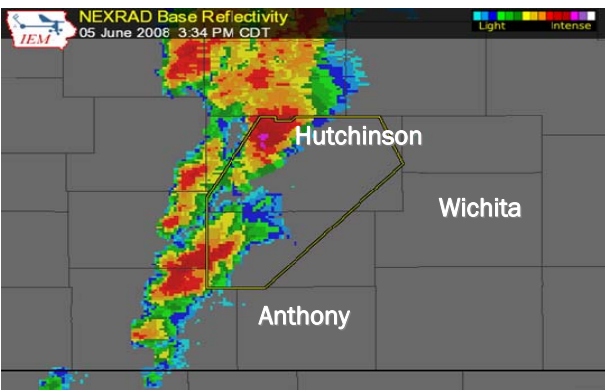 IEM
NEXRAD Base Reflectivity
05 June 2008 3:34 PM CDT
Light Intense
Hutchinson
Wichita
Anthony